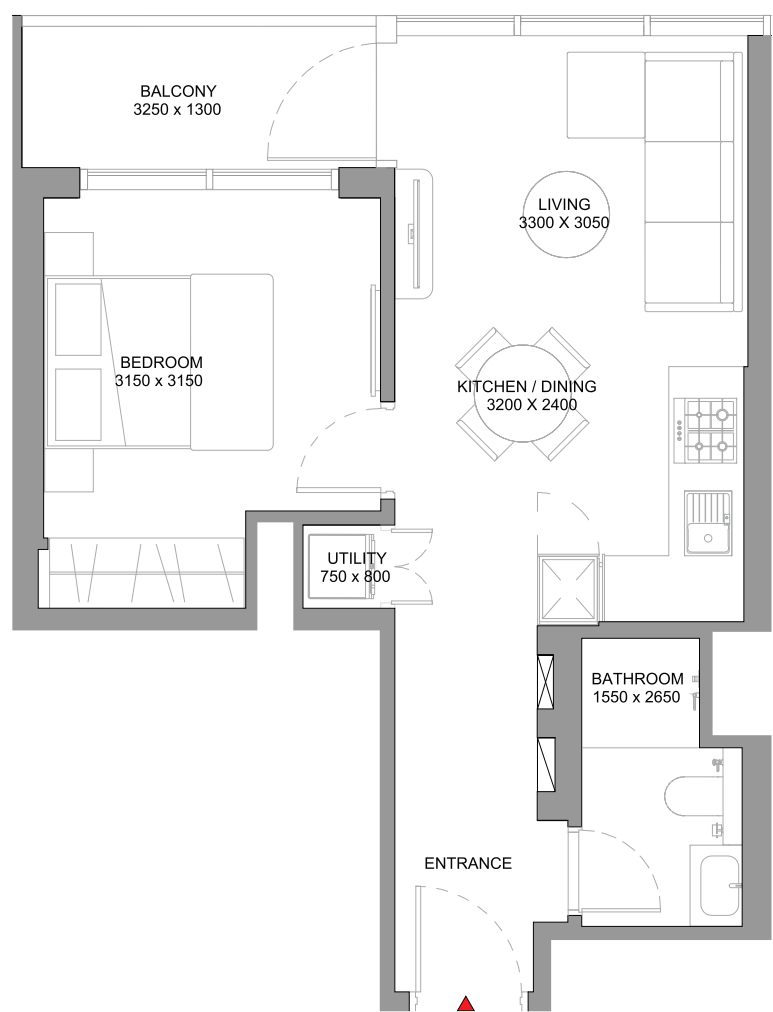 BALCONY
3250 x 1300
LIVING
3300 X 3050
BEDROOM
3150 x 3150
KITCHEN / DINING
3200 X 2400
UTILITY
750 x 800
BATHROOM
1550 x 2650
ENTRANCE